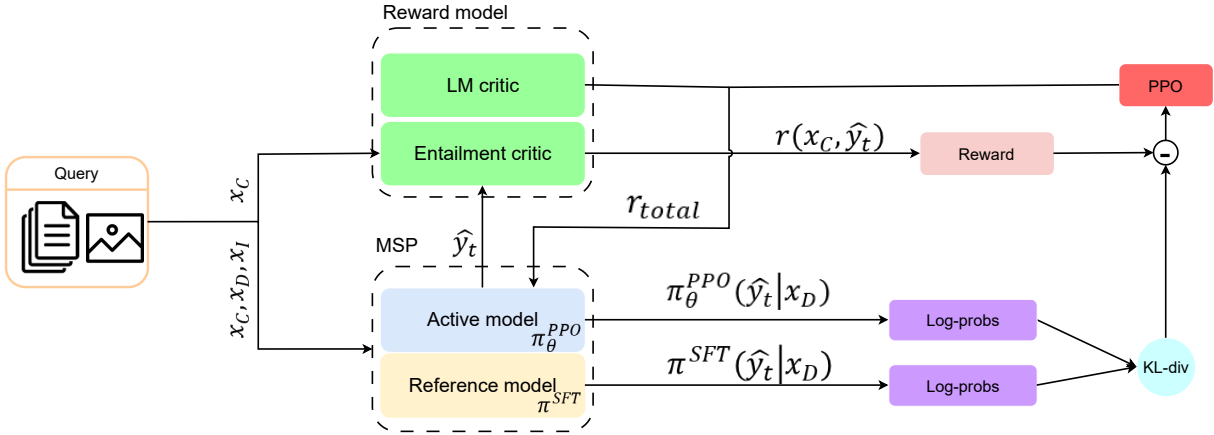 Reward model
LM critic
Entailment critic
PPO
r(x_C, ŷ_t)
Reward
-
Query
x_C
x_C, x_D, x_I
r_total
ŷ_t
MSP
Active model
π_θ^PPO
Reference model
π^SFT
π_θ^PPO(ŷ_t|x_D)
Log-probs
π^SFT(ŷ_t|x_D)
Log-probs
KL-div